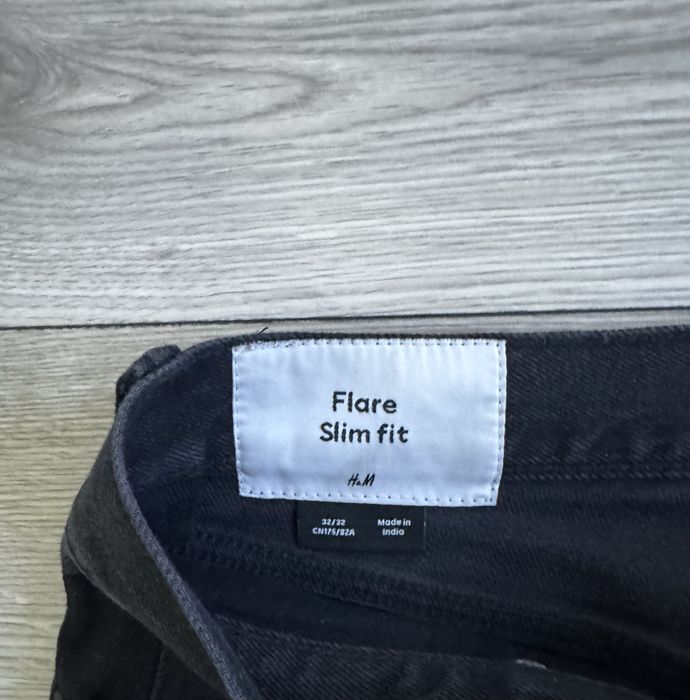 Flare
Slim fit
H&M
32/32
CN175/82A
Made in
India